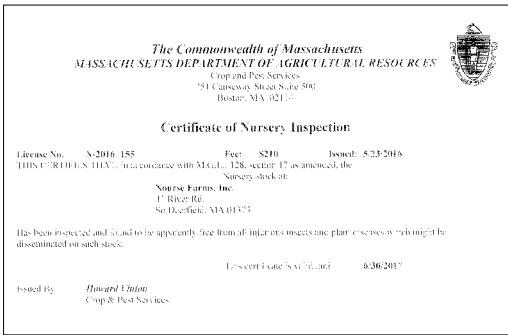 The Commonwealth of Massachusetts
MASSACHUSETTS DEPARTMENT OF AGRICULTURAL RESOURCES
Crop and Pest Services
251 Causeway Street Suite 500
Boston, MA 02114
Certificate of Nursery Inspection
License No. N-2016 155 Fee: $210 Issued: 5/23/2016
THIS CERTIFIES THAT, in accordance with M.G.L. 128, section 17 as amended, the
Nursery stock at:
Nourse Farms, Inc.
River Rd.
So Deerfield, MA 01373
Has been inspected and found to be apparently free from all injurious insects and plant diseases which might be
disseminated on such stock.
This certificate is valid until 6/30/2017
Issued By Howard Vinton
Crop & Pest Services